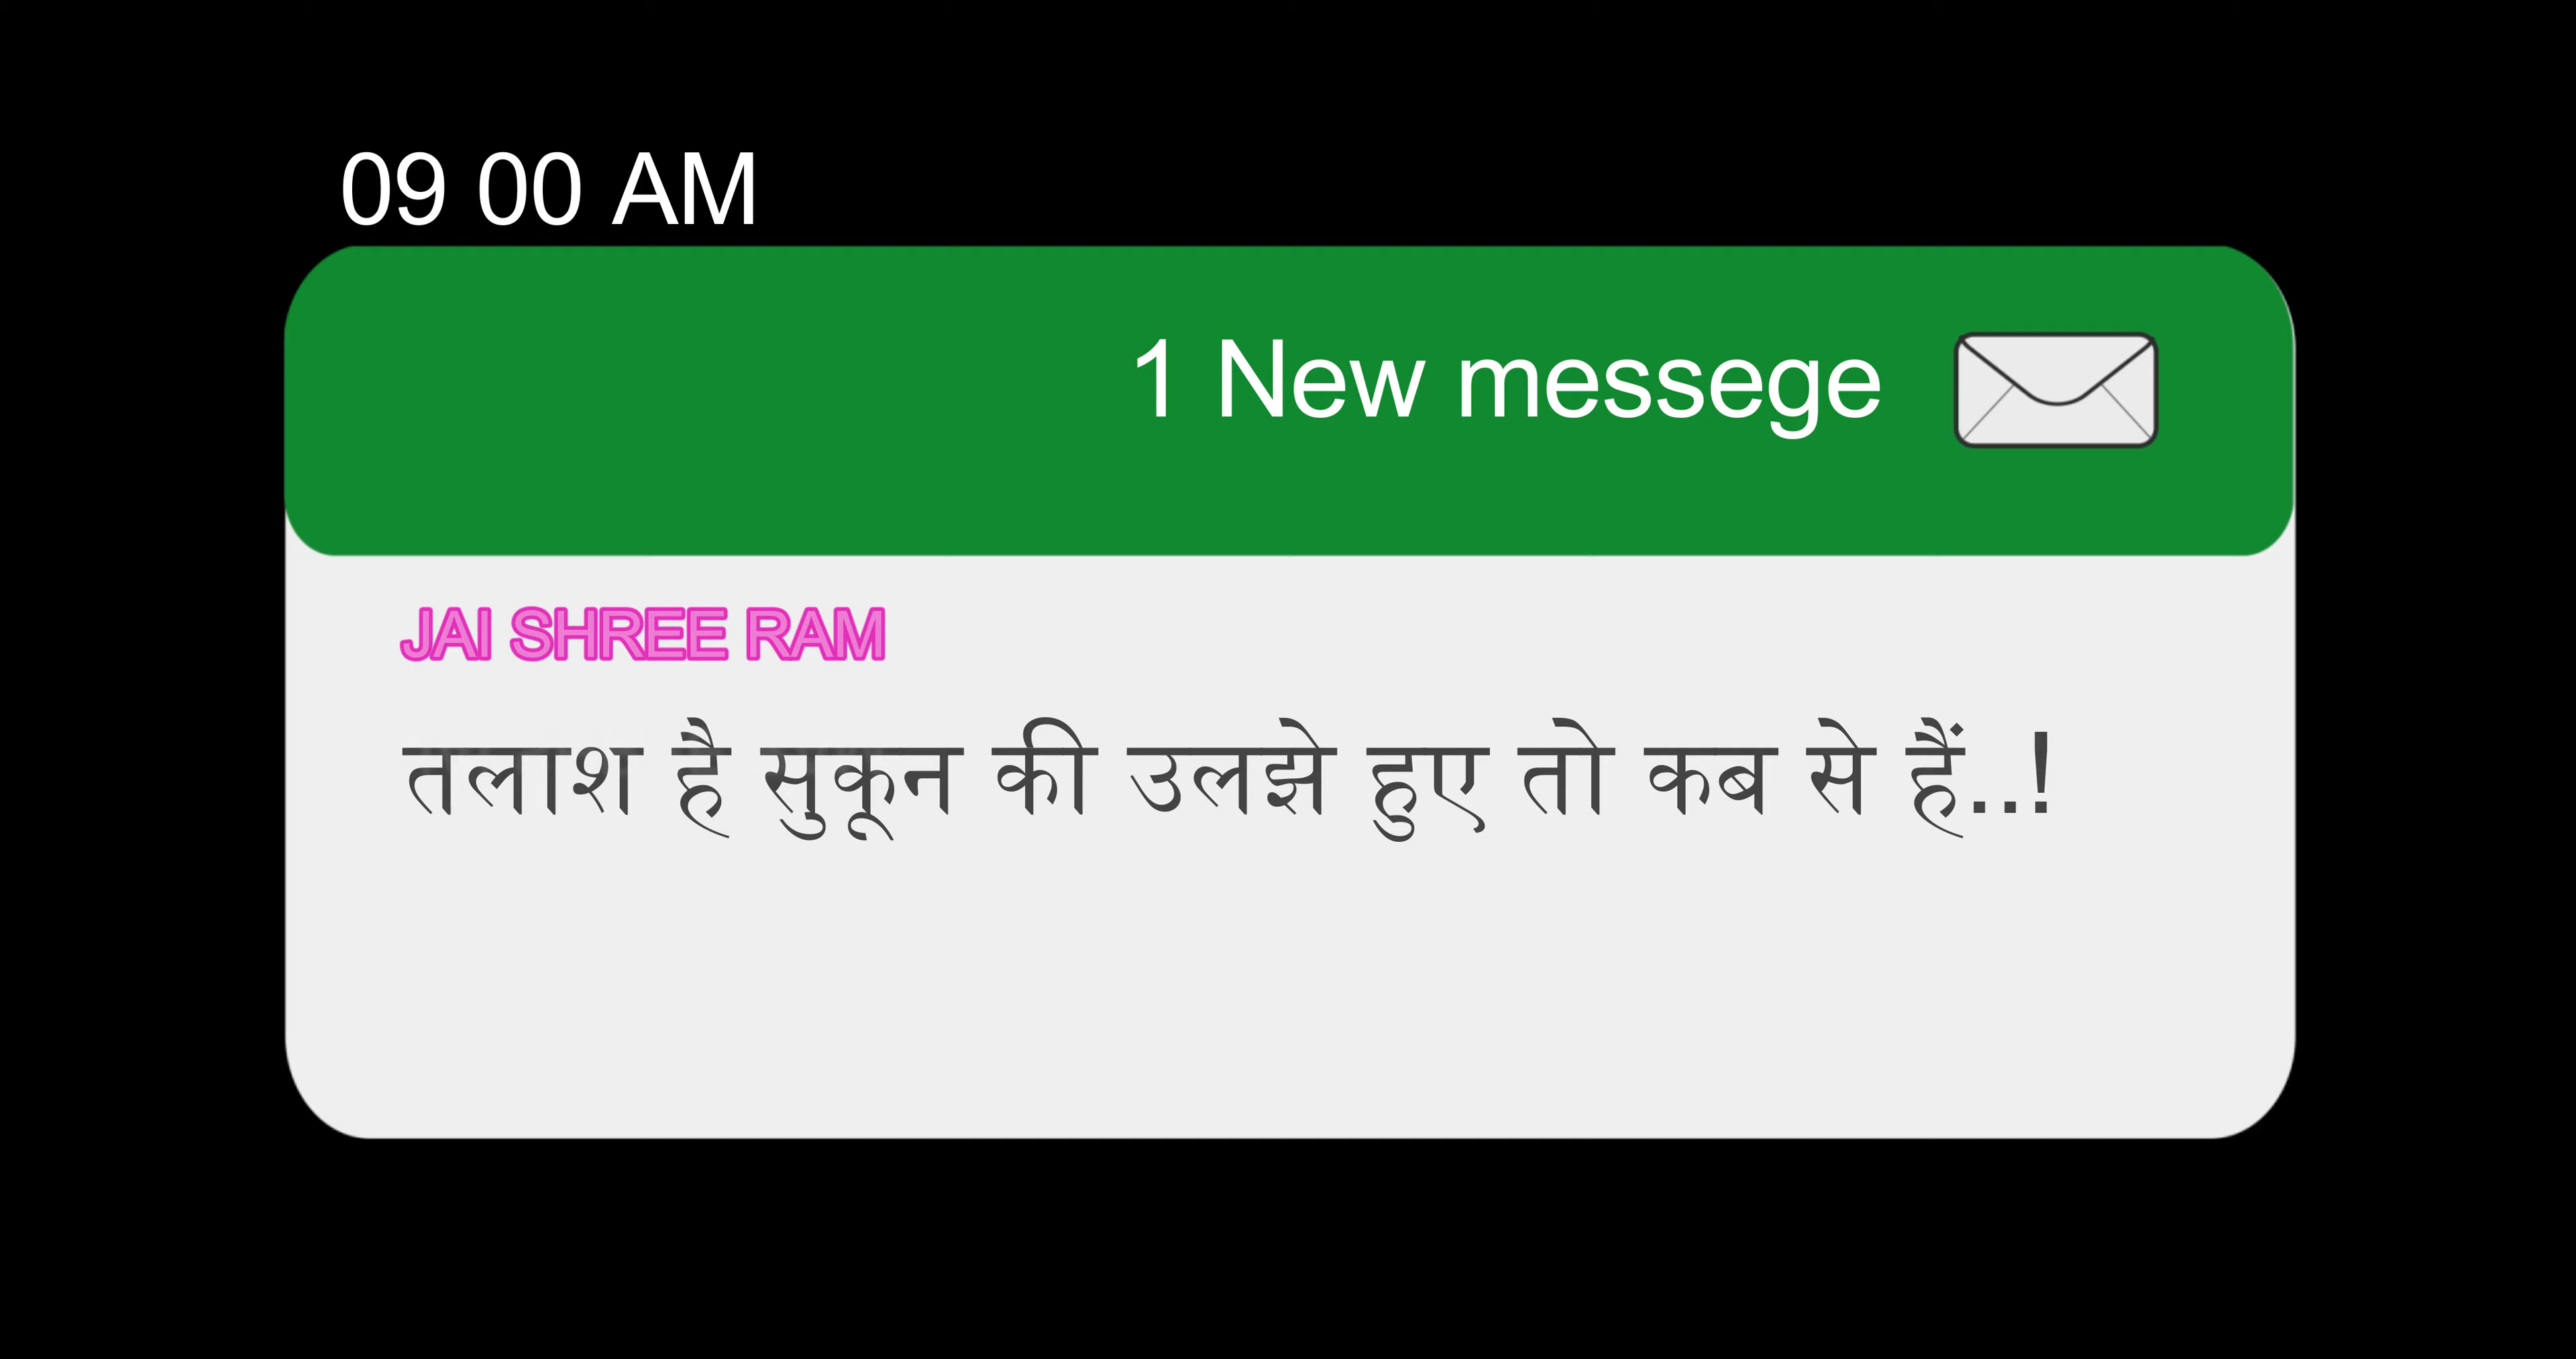 09 00 AM
1 New messege
JAI SHREE RAM
तलाश है सुकून की उलझे हुए तो कब से हैं..!